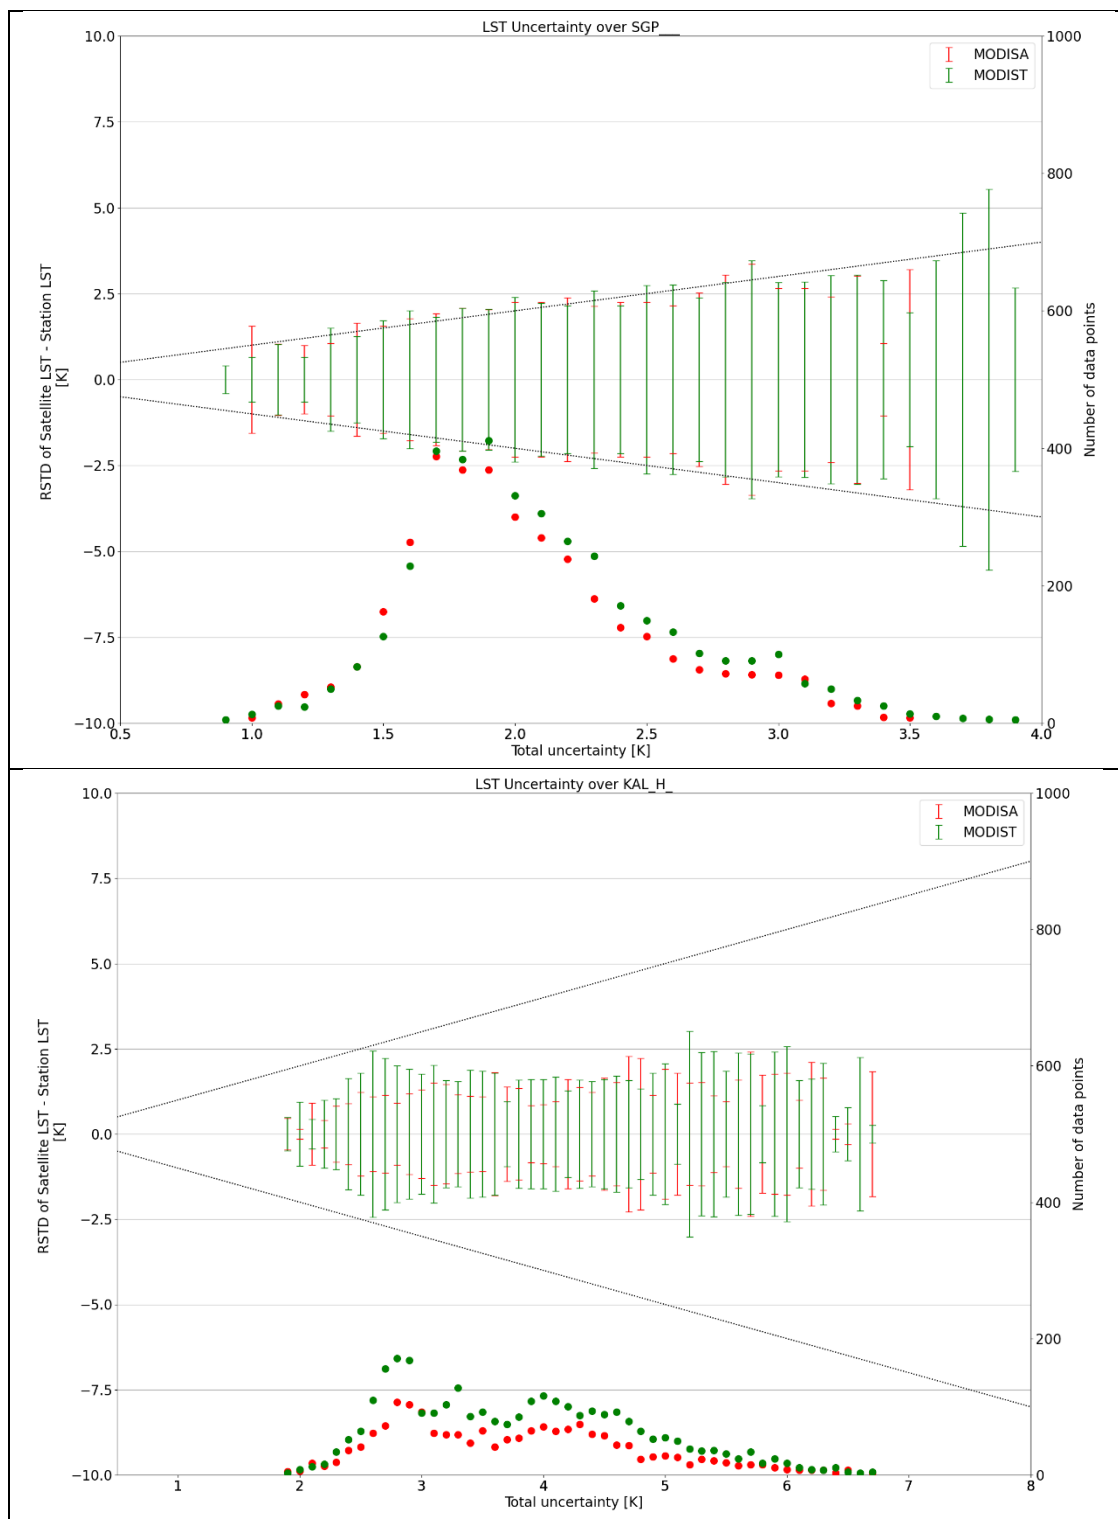 LST Uncertainty over SGP__
10.0
7.5
5.0
2.5
0.0
−2.5
−5.0
−7.5
−10.0
RSTD of Satellite LST - Station LST
[K]
MODISA
MODIST
1000
800
600
400
200
0
Number of data points
0.5 1.0 1.5 2.0 2.5 3.0 3.5 4.0
Total uncertainty [K]
LST Uncertainty over KAL_H_
10.0
7.5
5.0
2.5
0.0
−2.5
−5.0
−7.5
−10.0
RSTD of Satellite LST - Station LST
[K]
MODISA
MODIST
1000
800
600
400
200
0
Number of data points
1 2 3 4 5 6 7 8
Total uncertainty [K]